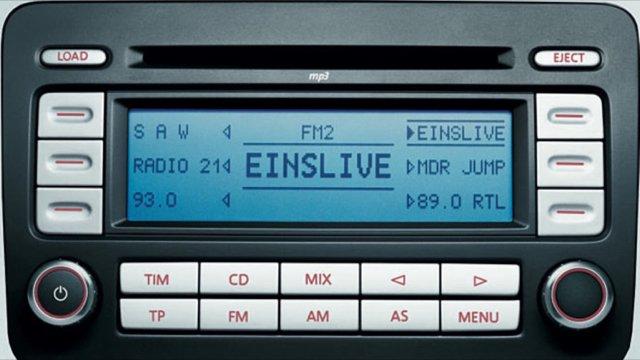 LOAD
EJECT
mp3
S A W FM2 EINSLIVE
RADIO 21 EINSLIVE MDR JUMP
93.0 89.0 RTL
TIM CD MIX
TP FM AM AS MENU